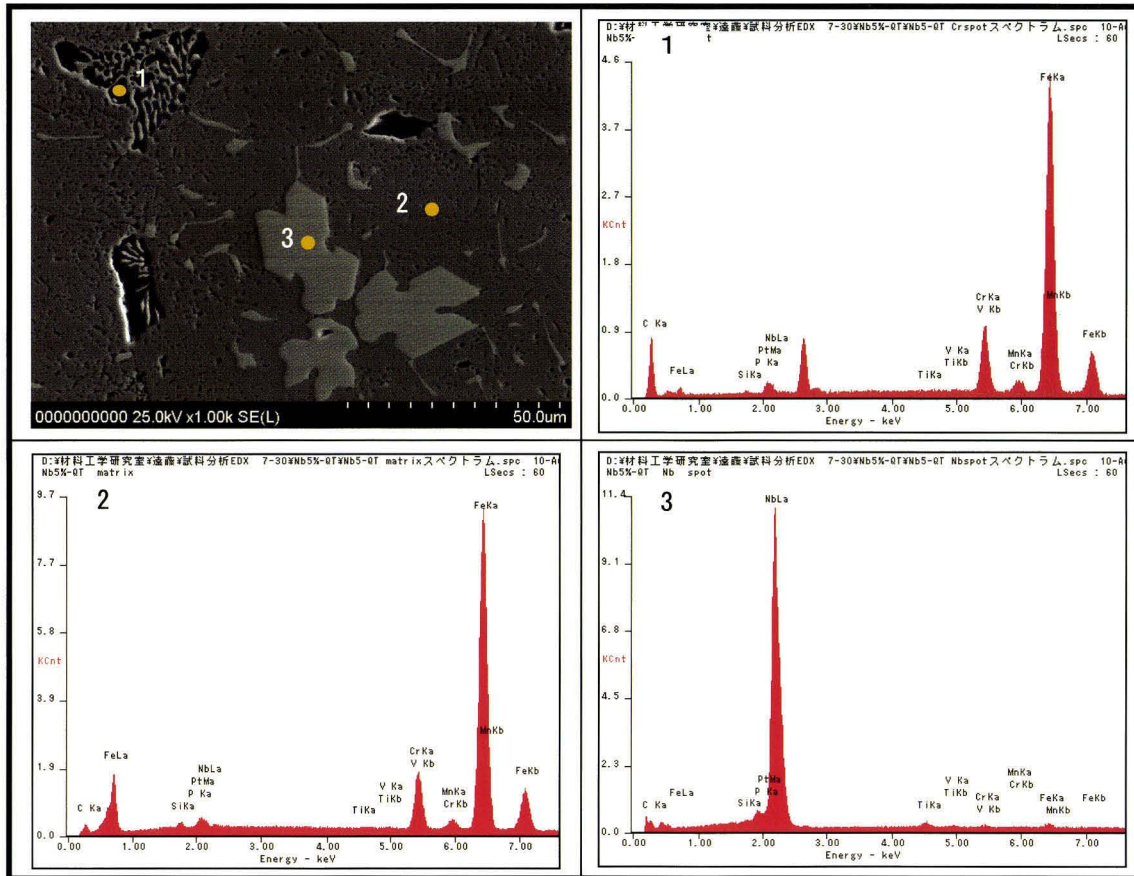 1
2
3
0000000000 25.0kV x1.00k SE(L)
50.0um
D:¥材料工学研究室¥遠藤¥試料分析EDX 7-30¥Nb5%-QT¥Nb5-QT Crspotスペクトラム.spc 10-A
Nb5%- t
LSecs : 60
1
4.6
3.7
2.7
KCnt
1.8
0.9
0.0
C Ka
FeLa
SiKa
NbLa
PtMa
P Ka
TiKa
V Ka
TiKb
CrKa
V Kb
MnKa
CrKb
FeKa
MnKb
FeKb
0.00 1.00 2.00 3.00 4.00 5.00 6.00 7.00
Energy - keV
D:¥材料工学研究室¥遠藤¥試料分析EDX 7-30¥Nb5%-QT¥Nb5-QT matrixスペクトラム.spc 10-A
Nb5%-QT matrix
LSecs : 60
2
9.7
7.7
5.8
KCnt
3.9
1.9
0.0
C Ka
FeLa
SiKa
NbLa
PtMa
P Ka
TiKa
V Ka
TiKb
CrKa
V Kb
MnKa
CrKb
FeKa
MnKb
FeKb
0.00 1.00 2.00 3.00 4.00 5.00 6.00 7.00
Energy - keV
D:¥材料工学研究室¥遠藤¥試料分析EDX 7-30¥Nb5%-QT¥Nb5-QT Nbspotスペクトラム.spc 10-A
Nb5%-QT Nb spot
LSecs : 60
3
11.4
9.1
6.8
KCnt
4.5
2.3
0.0
C Ka
FeLa
SiKa
NbLa
PtMa
P Ka
TiKa
V Ka
TiKb
CrKa
V Kb
MnKa
CrKb
FeKa
MnKb
FeKb
0.00 1.00 2.00 3.00 4.00 5.00 6.00 7.00
Energy - keV